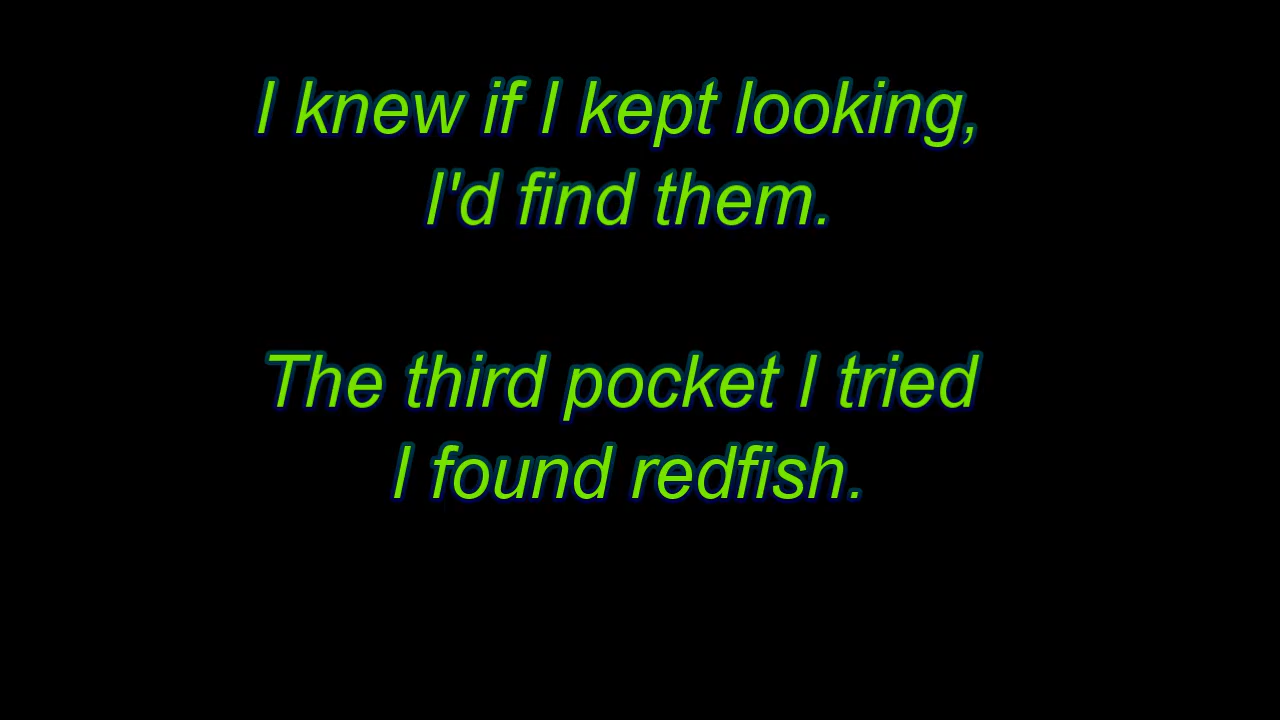 I knew if I kept looking,
I'd find them.
The third pocket I tried
I found redfish.